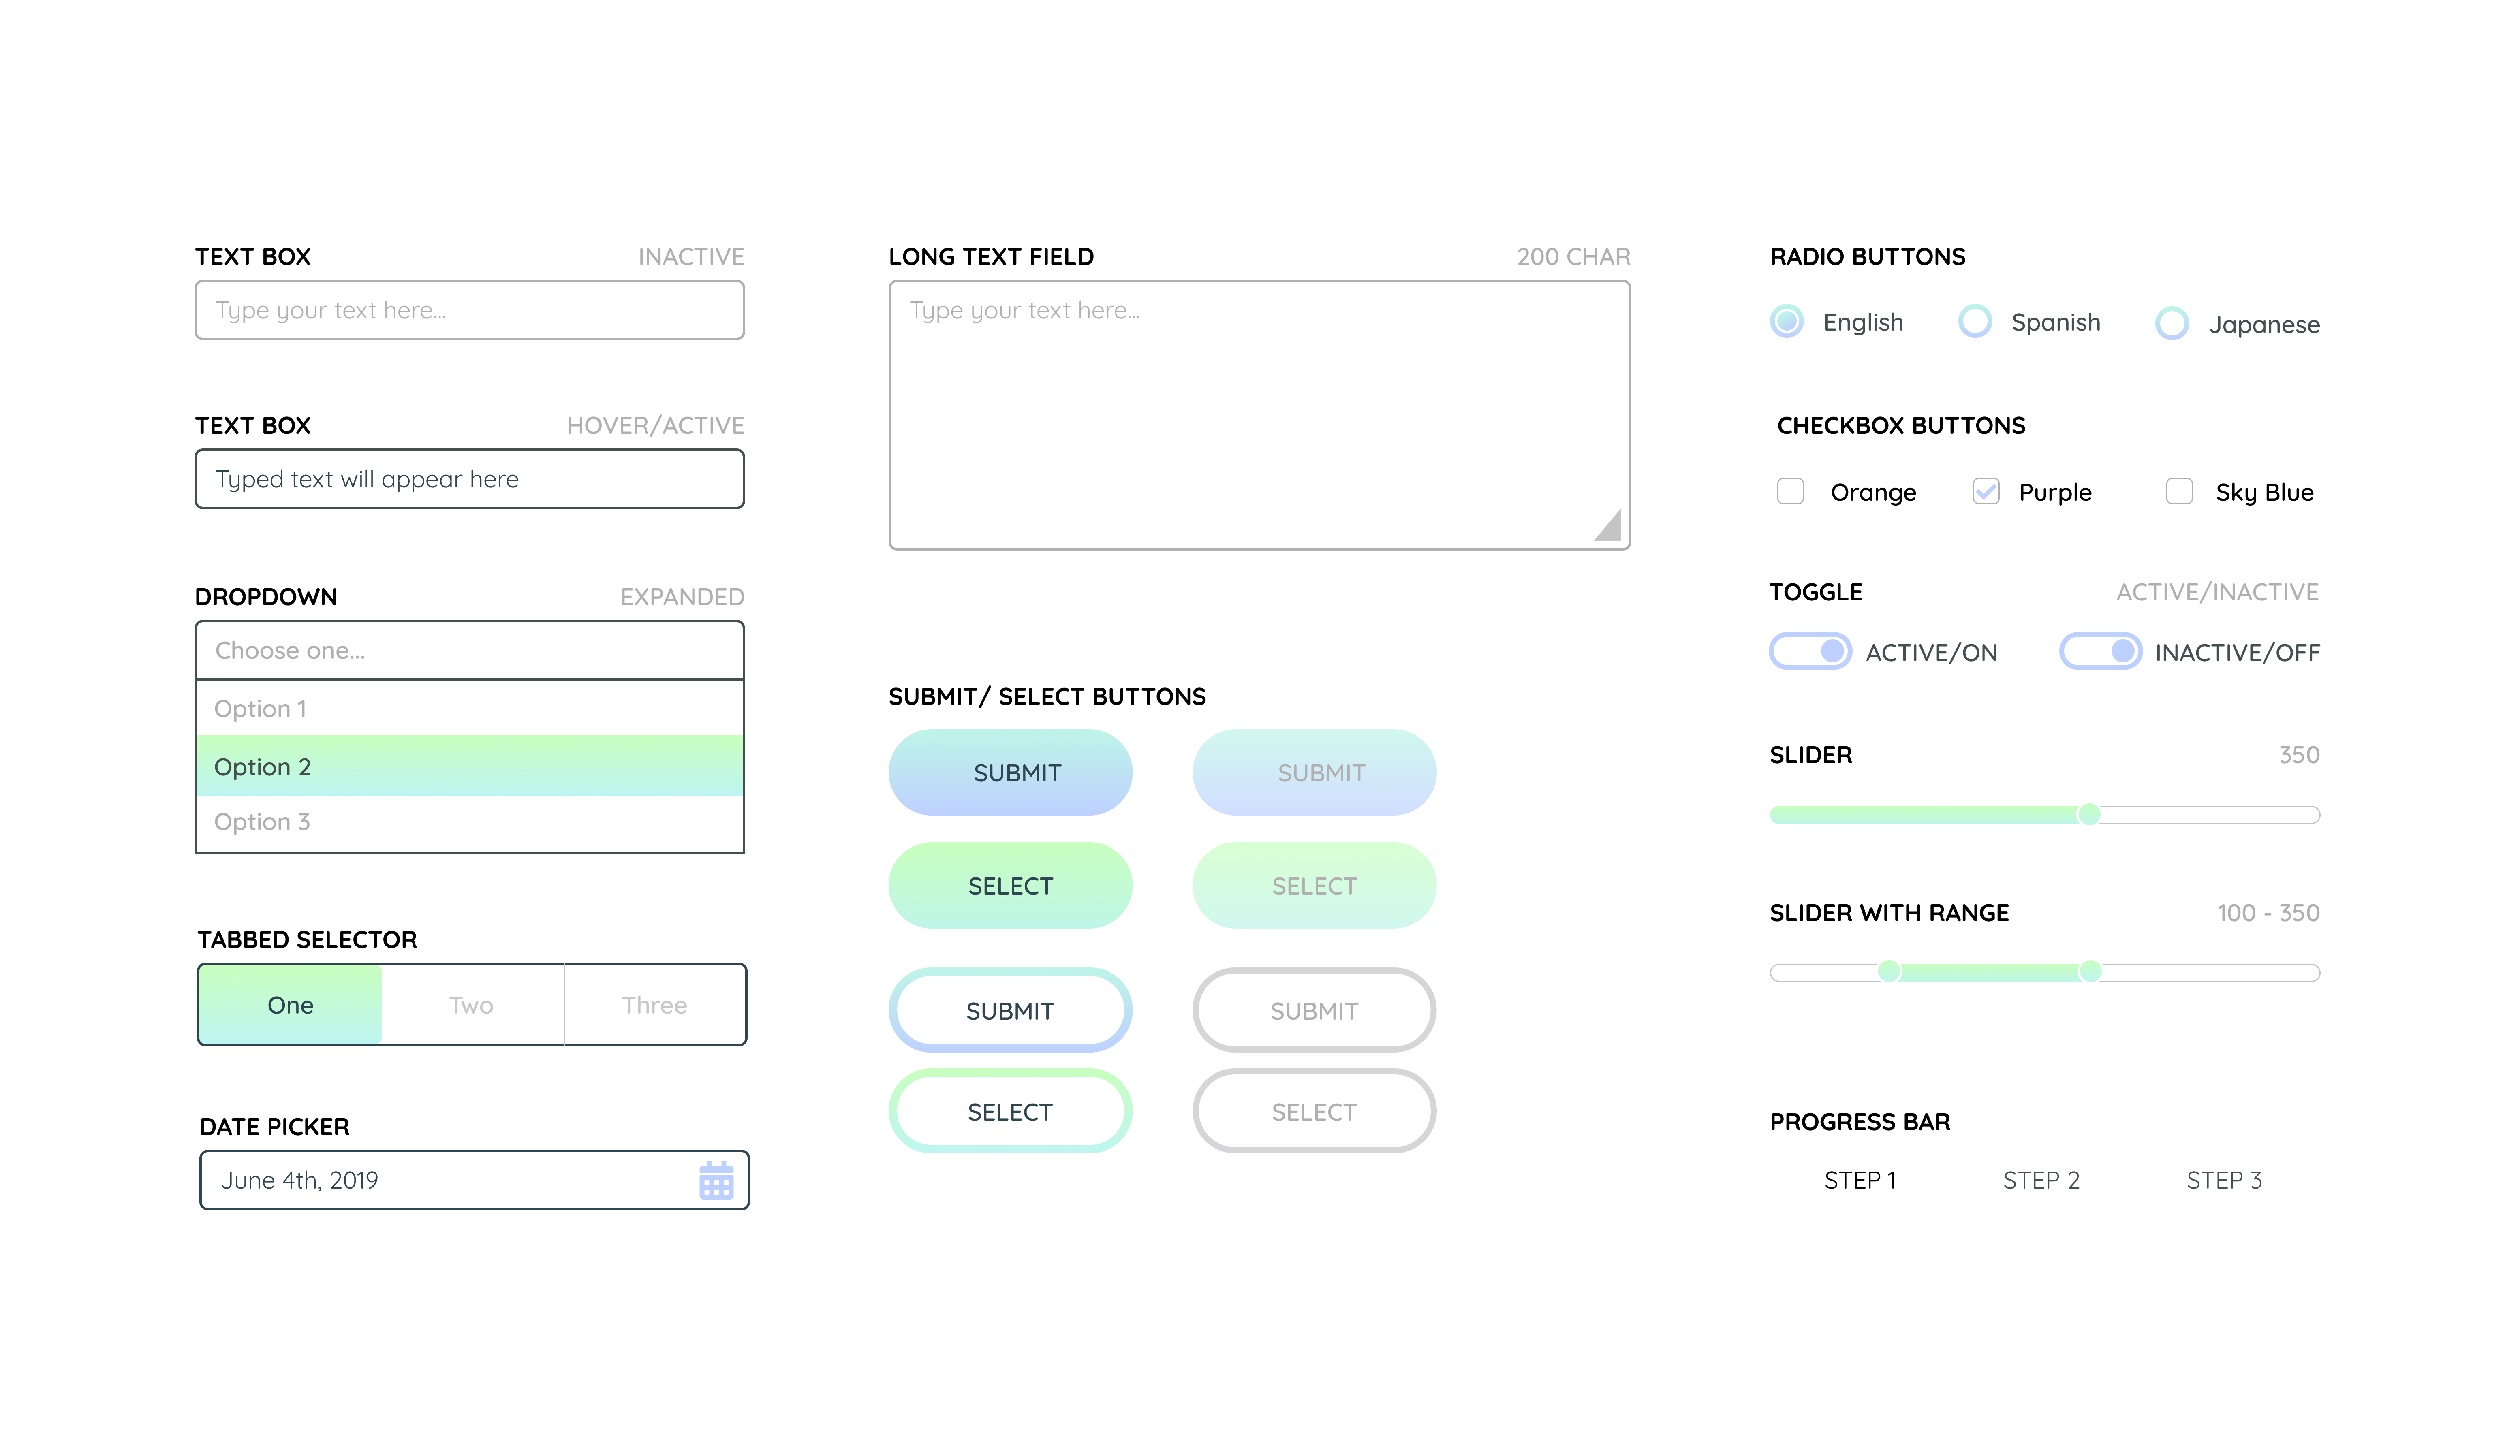 TEXT BOX INACTIVE
Type your text here...
TEXT BOX HOVER/ACTIVE
Typed text will appear here
DROPDOWN EXPANDED
Choose one...
Option 1
Option 2
Option 3
TABBED SELECTOR
One Two Three
DATE PICKER
June 4th, 2019
LONG TEXT FIELD 200 CHAR
Type your text here...
SUBMIT/ SELECT BUTTONS
SUBMIT SUBMIT
SELECT SELECT
SUBMIT SUBMIT
SELECT SELECT
RADIO BUTTONS
English Spanish Japanese
CHECKBOX BUTTONS
Orange Purple Sky Blue
TOGGLE ACTIVE/INACTIVE
ACTIVE/ON INACTIVE/OFF
SLIDER 350
SLIDER WITH RANGE 100 - 350
PROGRESS BAR
STEP 1 STEP 2 STEP 3